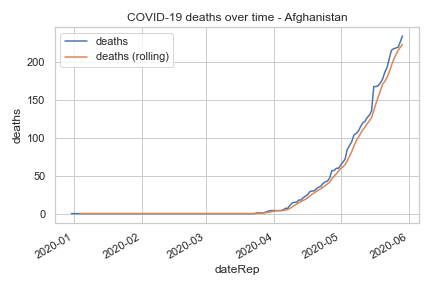 COVID-19 deaths over time - Afghanistan
deaths
deaths (rolling)
200
150
100
50
0
deaths
2020-01
2020-02
2020-03
2020-04
2020-05
2020-06
dateRep